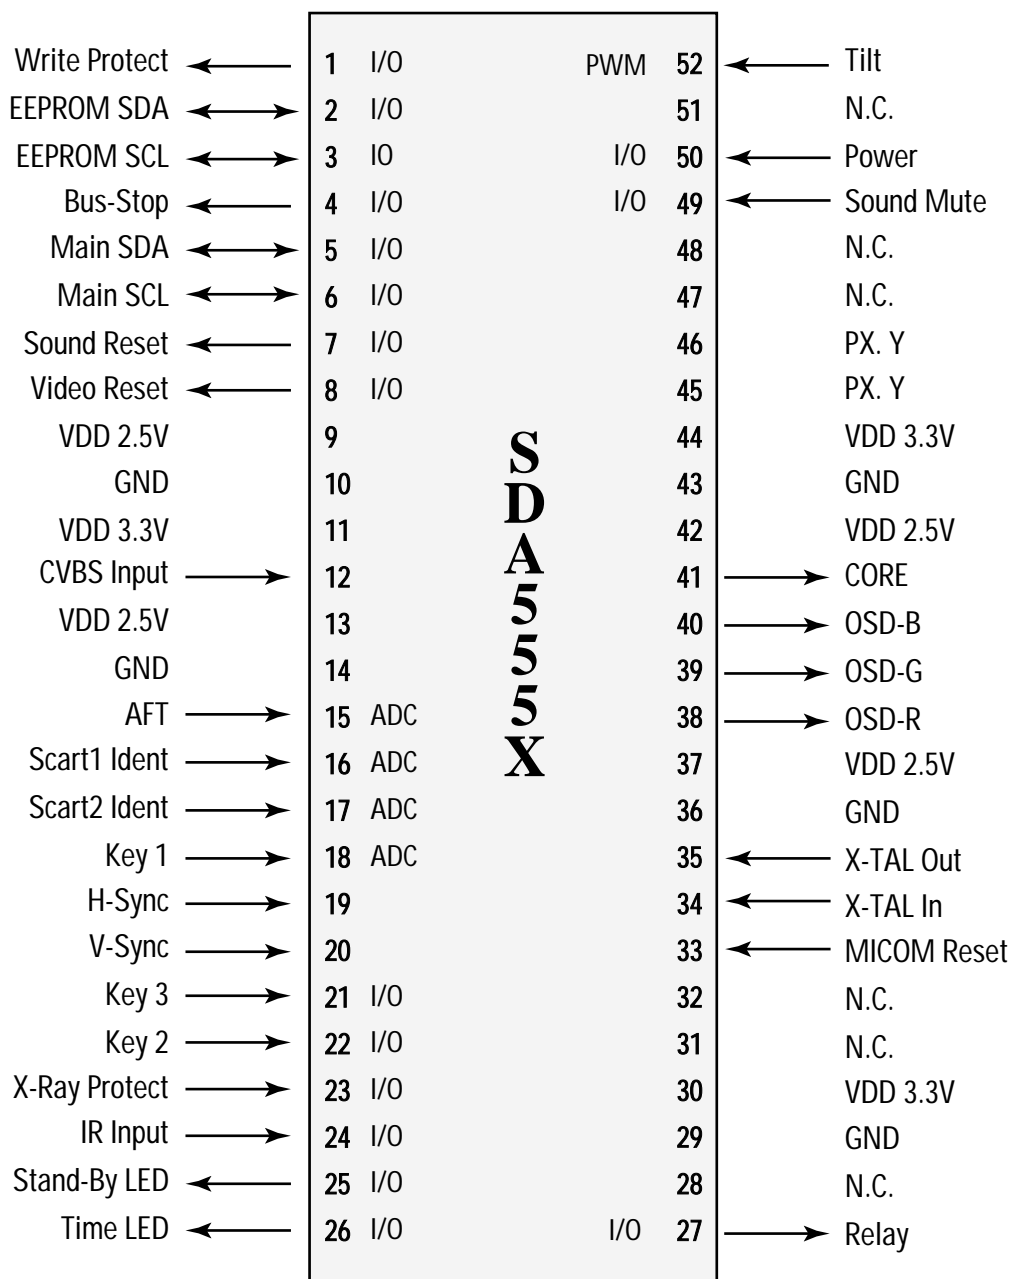 Write Protect 1 I/O PWM 52 Tilt
EEPROM SDA 2 I/O 51 N.C.
EEPROM SCL 3 IO I/O 50 Power
Bus-Stop 4 I/O I/O 49 Sound Mute
Main SDA 5 I/O 48 N.C.
Main SCL 6 I/O 47 N.C.
Sound Reset 7 I/O 46 PX. Y
Video Reset 8 I/O 45 PX. Y
VDD 2.5V 9 44 VDD 3.3V
GND 10 43 GND
VDD 3.3V 11 42 VDD 2.5V
CVBS Input 12 41 CORE
VDD 2.5V 13 40 OSD-B
GND 14 39 OSD-G
AFT 15 ADC 38 OSD-R
Scart1 Ident 16 ADC 37 VDD 2.5V
Scart2 Ident 17 ADC 36 GND
Key 1 18 ADC 35 X-TAL Out
H-Sync 19 34 X-TAL In
V-Sync 20 33 MICOM Reset
Key 3 21 I/O 32 N.C.
Key 2 22 I/O 31 N.C.
X-Ray Protect 23 I/O 30 VDD 3.3V
IR Input 24 I/O 29 GND
Stand-By LED 25 I/O 28 N.C.
Time LED 26 I/O I/O 27 Relay
SDA555X